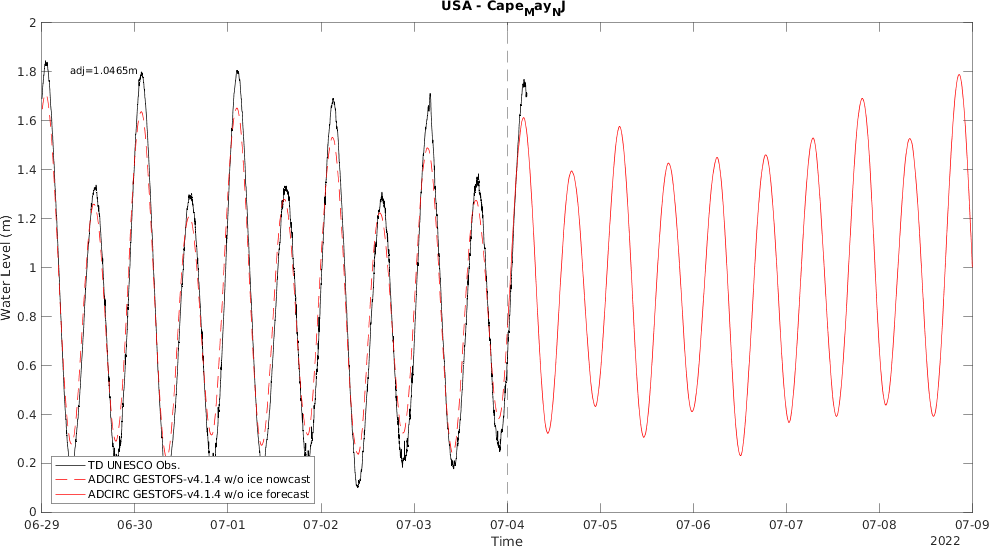 USA - CapeMayNJ
2
1.8
1.6
1.4
1.2
1
0.8
0.6
0.4
0.2
0
Water Level (m)
adj=1.0465m
TD UNESCO Obs.
ADCIRC GESTOFS-v4.1.4 w/o ice nowcast
ADCIRC GESTOFS-v4.1.4 w/o ice forecast
06-29 06-30 07-01 07-02 07-03 07-04 07-05 07-06 07-07 07-08 07-09
Time
2022